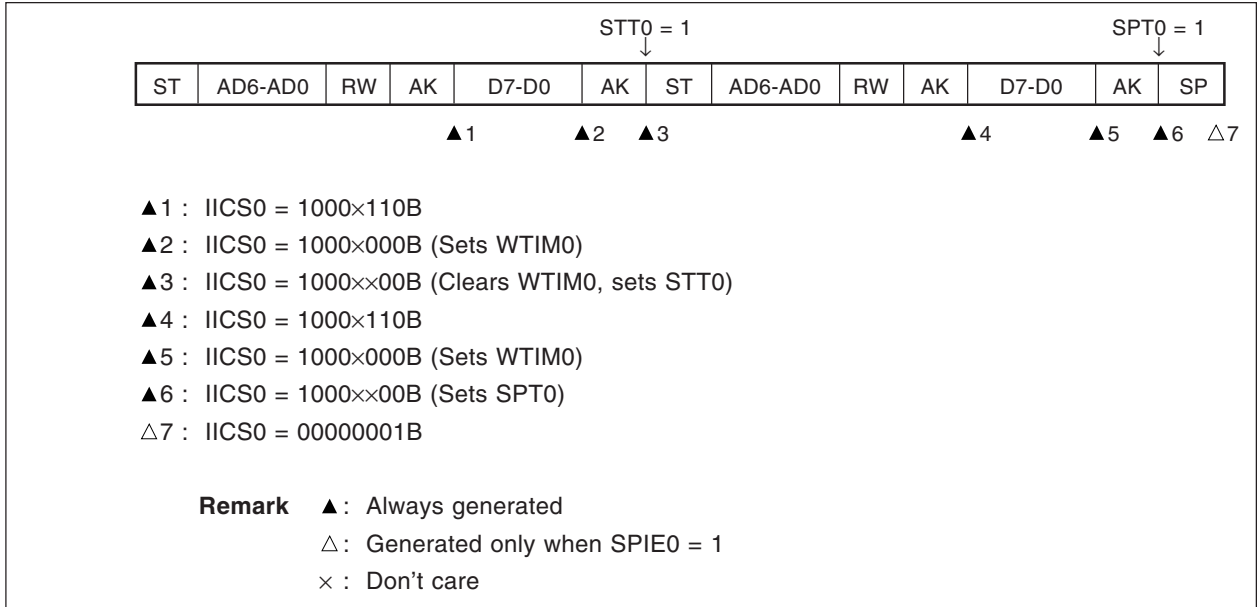 STT0 = 1 SPT0 = 1
↓ ↓
ST AD6-AD0 RW AK D7-D0 AK ST AD6-AD0 RW AK D7-D0 AK SP
▲1 ▲2 ▲3 ▲4 ▲5 ▲6 △7
▲1 : IICS0 = 1000×110B
▲2 : IICS0 = 1000×000B (Sets WTIM0)
▲3 : IICS0 = 1000××00B (Clears WTIM0, sets STT0)
▲4 : IICS0 = 1000×110B
▲5 : IICS0 = 1000×000B (Sets WTIM0)
▲6 : IICS0 = 1000××00B (Sets SPT0)
△7 : IICS0 = 00000001B
Remark ▲ : Always generated
△ : Generated only when SPIE0 = 1
× : Don't care